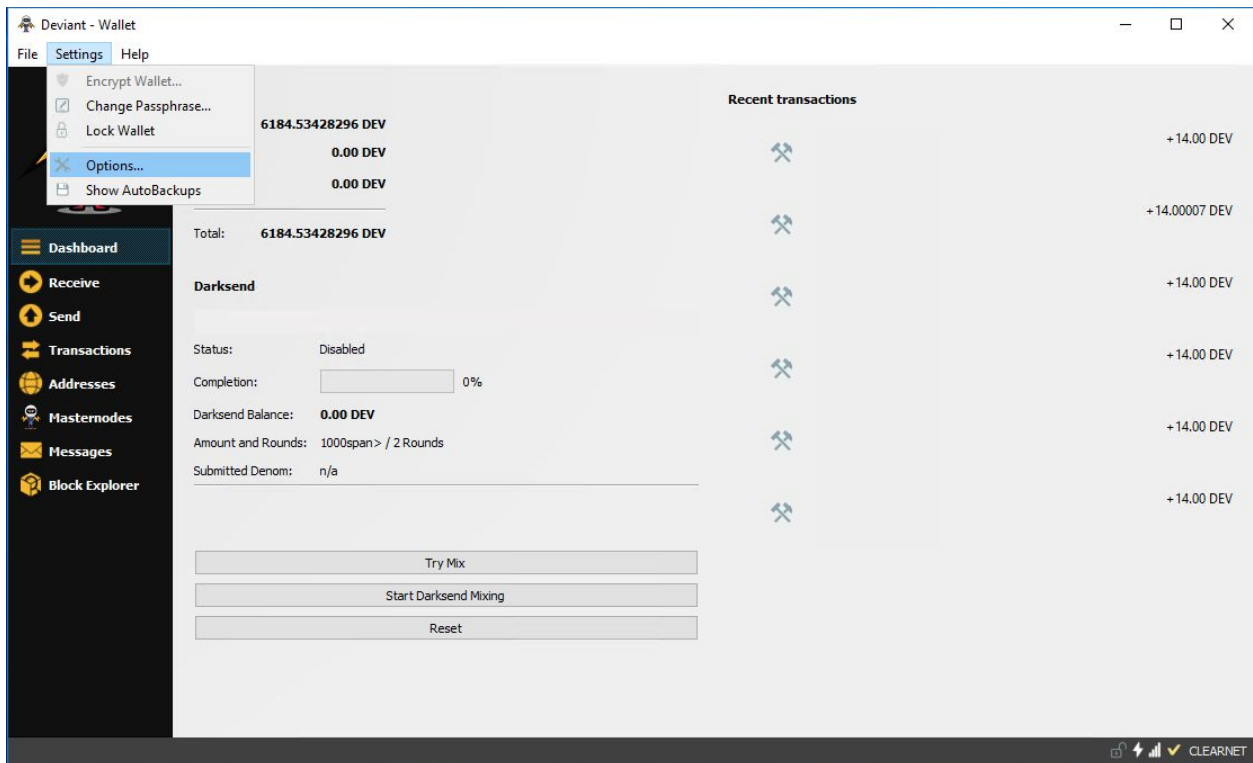 Deviant - Wallet
File Settings Help
Encrypt Wallet...
Change Passphrase...
Lock Wallet
Options...
Show AutoBackups
Dashboard
Receive
Send
Transactions
Addresses
Masternodes
Messages
Block Explorer
6184.53428296 DEV
0.00 DEV
0.00 DEV
Total: 6184.53428296 DEV
Darksend
Status: Disabled
Completion: 0%
Darksend Balance: 0.00 DEV
Amount and Rounds: 1000span> / 2 Rounds
Submitted Denom: n/a
Try Mix
Start Darksend Mixing
Reset
Recent transactions
+14.00 DEV
+14.00007 DEV
+14.00 DEV
+14.00 DEV
+14.00 DEV
+14.00 DEV
CLEARNET